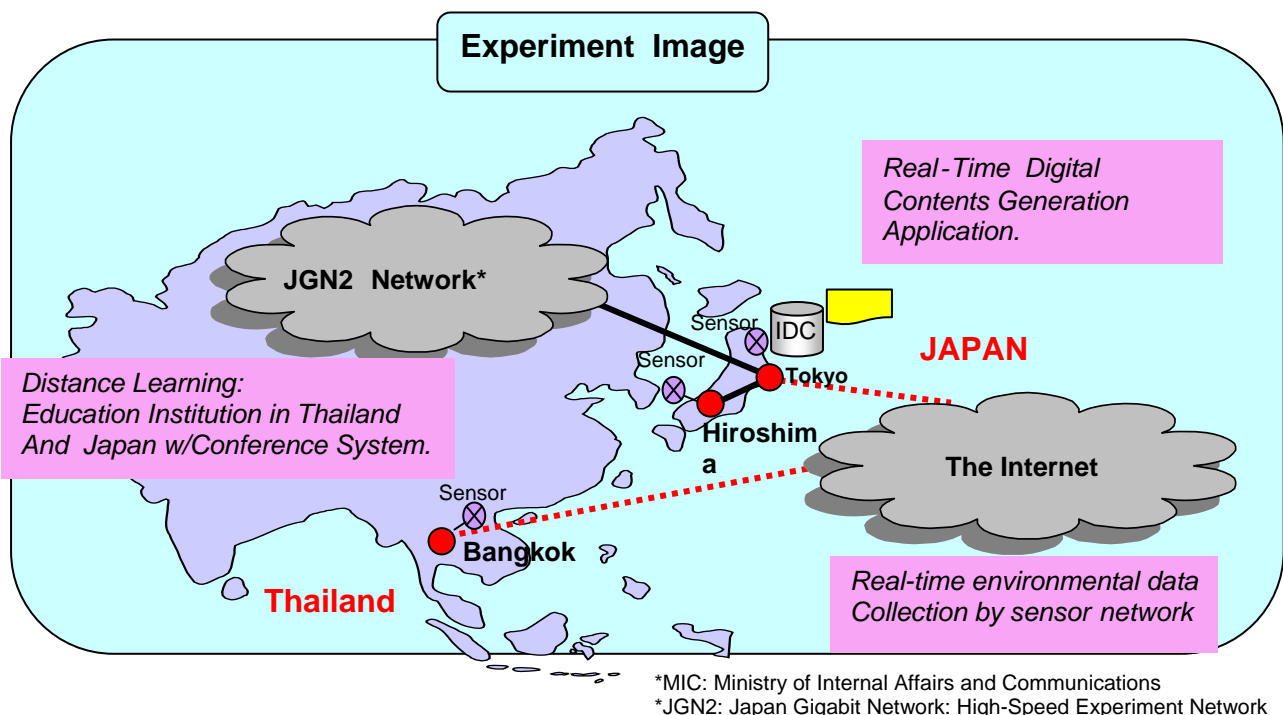 Experiment Image
Real-Time Digital
Contents Generation
Application.
JGN2 Network*
Sensor
IDC
Sensor
JAPAN
Tokyo
Distance Learning:
Education Institution in Thailand
And Japan w/Conference System.
Hiroshim
a
The Internet
Sensor
Bangkok
Thailand
Real-time environmental data
Collection by sensor network
*MIC: Ministry of Internal Affairs and Communications
*JGN2: Japan Gigabit Network: High-Speed Experiment Network